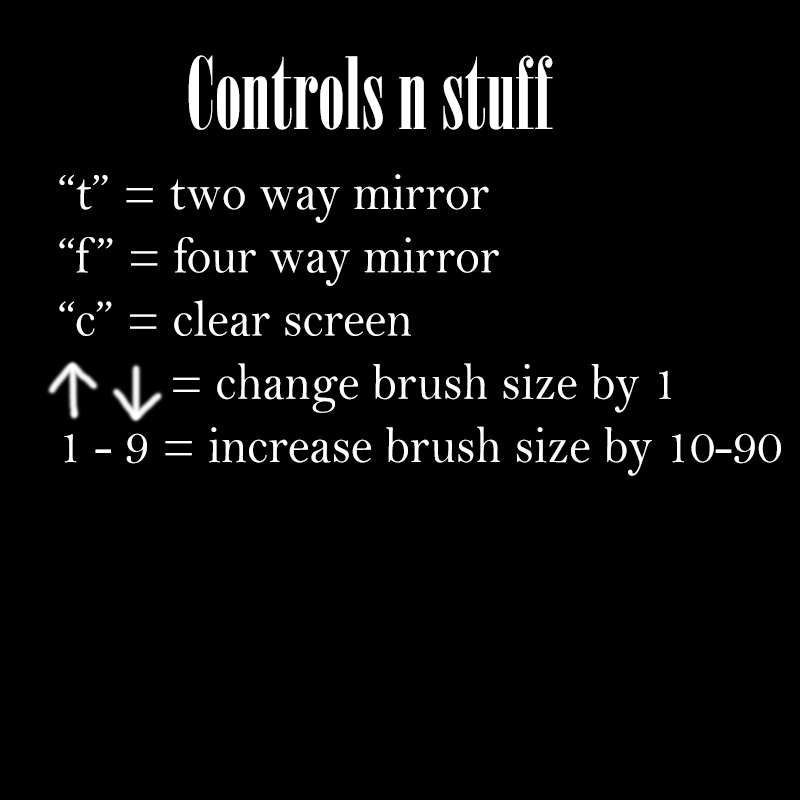 Controls n stuff
“t” = two way mirror
“f” = four way mirror
“c” = clear screen
↑ ↓ = change brush size by 1
1 - 9 = increase brush size by 10-90